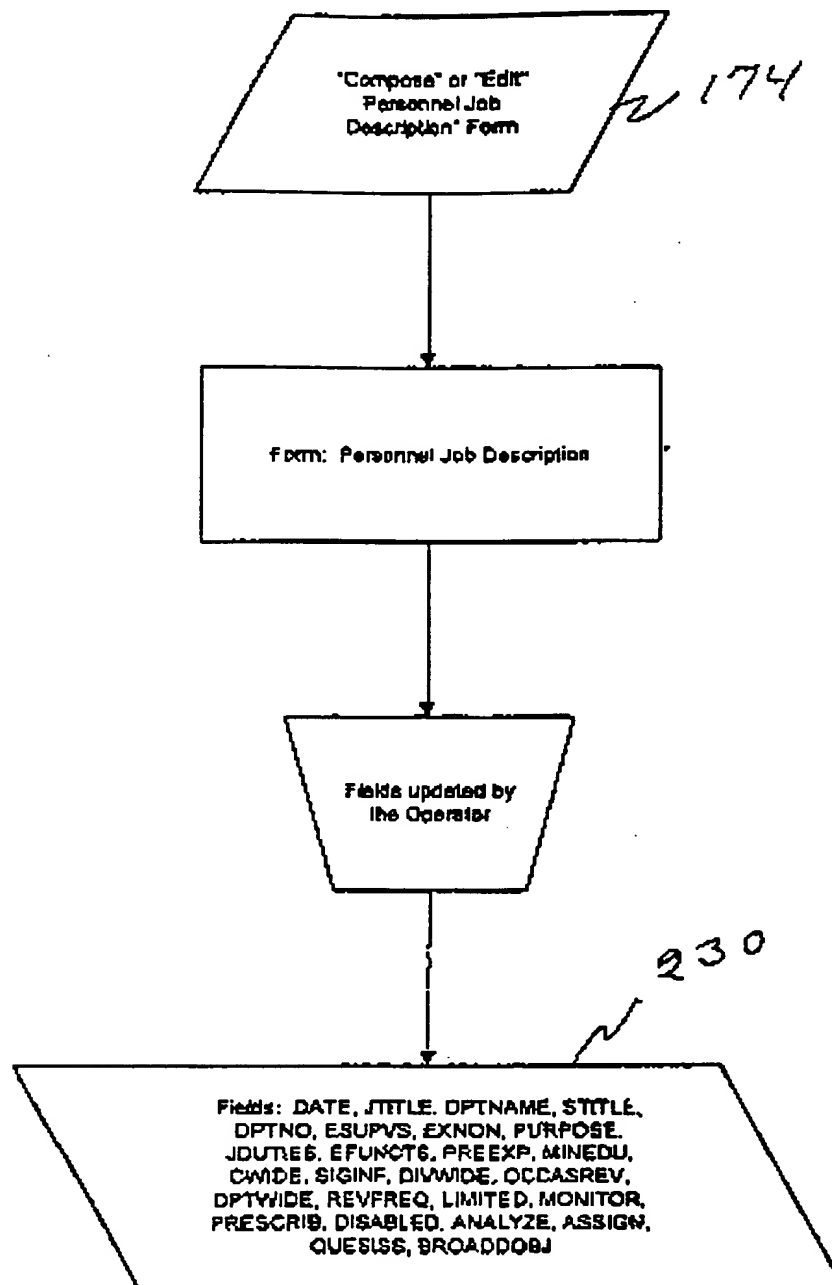 "Compose" or "Edit"
Personnel Job
Description" Form
174
Form: Personnel Job Description
Fields updated by
the Operator
230
Fields: DATE, JTITLE, DPTNAME, STITLE,
DPTNO, ESUPVS, EXNON, PURPOSE,
JDUTIES, EFUNCTS, PREEXP, MINEDU,
CWIDE, SIGINF, DIVWIDE, OCCASREV,
DPTWIDE, REVFREQ, LIMITED, MONITOR,
PRESCRIB, DISABLED, ANALYZE, ASSIGN,
QUESISS, BROADDOBJ